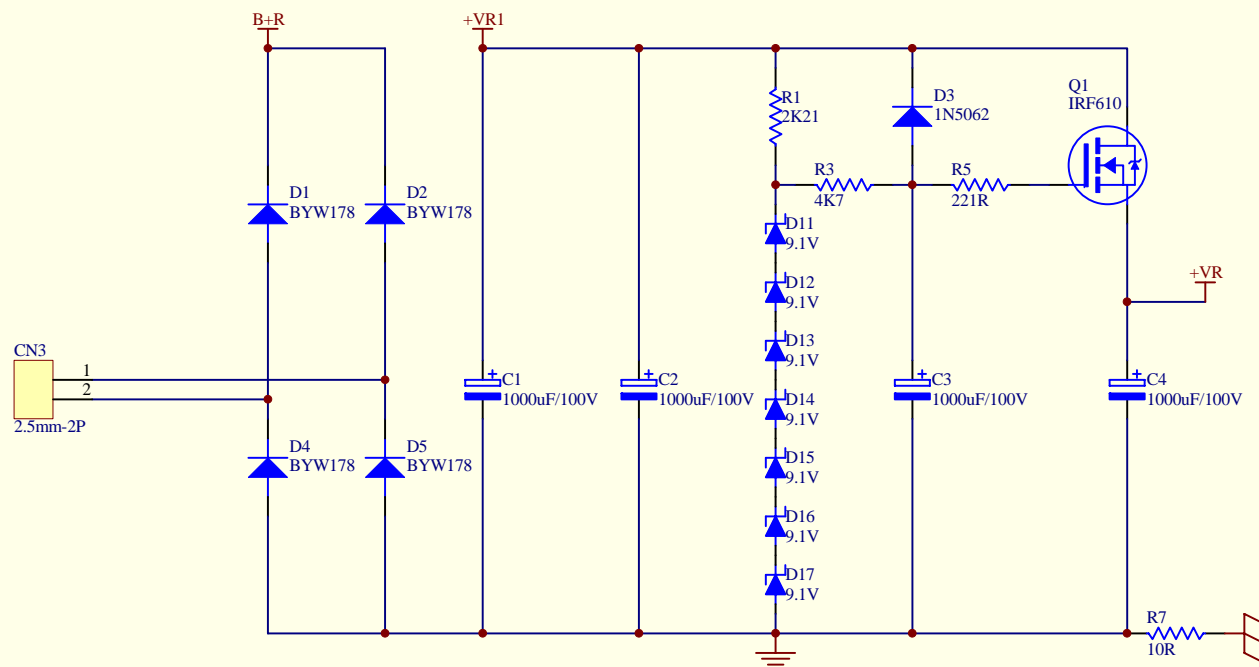 B+R
+VR1
Q1
IRF610
R1
2K21
D3
1N5062
R3
4K7
R5
221R
D1
BYW178
D2
BYW178
D11
9.1V
D12
9.1V
+VR
D13
9.1V
CN3
1
2
2.5mm-2P
C1
1000uF/100V
C2
1000uF/100V
D14
9.1V
C3
1000uF/100V
C4
1000uF/100V
D4
BYW178
D5
BYW178
D15
9.1V
D16
9.1V
D17
9.1V
R7
10R
+
+
+
+